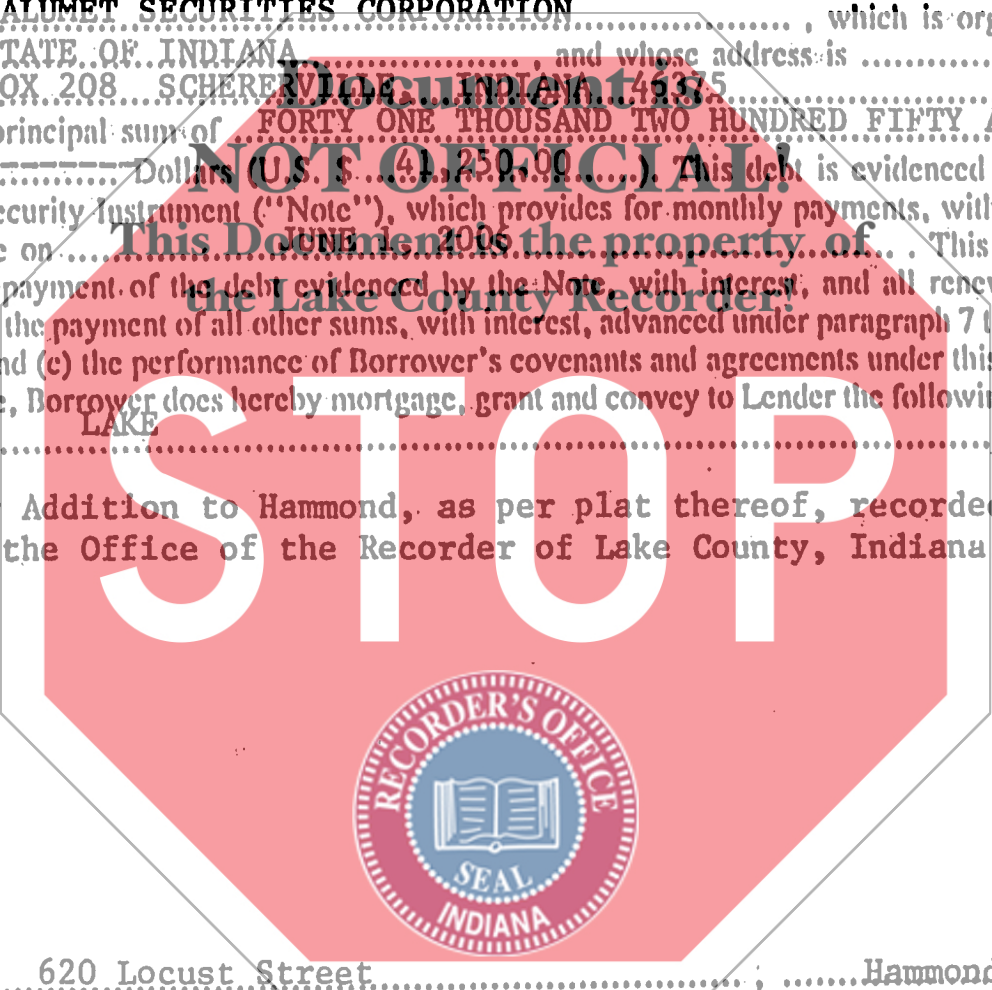 ALUMET SECURITIES CORPORATION , which is org
TATE OF INDIANA , and whose address is
OX 208 SCHERERVILLE, INDIANA 46375
Document is
rincipal sum of FORTY ONE THOUSAND TWO HUNDRED FIFTY A
Dollars (U.S. $ 41,250.00 ). This debt is evidenced
NOT OFFICIAL!
ecurity Instrument ("Note"), which provides for monthly payments, with
e on JUNE 1, 2006 . This
This Document is the property of
payment of the debt evidenced by the Note, with interest, and all renew
the Lake County Recorder!
the payment of all other sums, with interest, advanced under paragraph 7 t
nd (c) the performance of Borrower's covenants and agreements under this
e, Borrower does hereby mortgage, grant and convey to Lender the followin
LAKE
STOP
Addition to Hammond, as per plat thereof, recorded
the Office of the Recorder of Lake County, Indiana
RECORDER'S OFFICE
SEAL
INDIANA
620 Locust Street ; Hammond